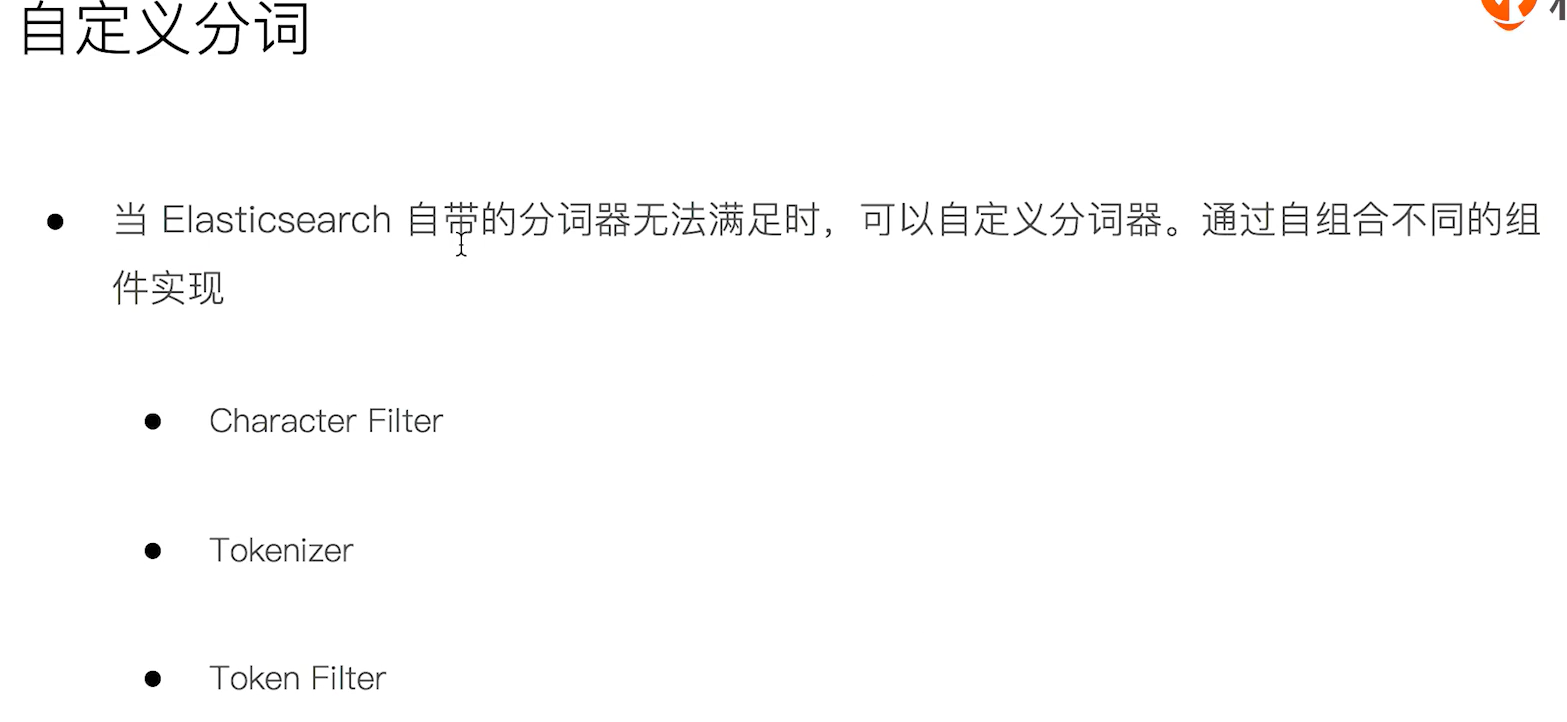 自定义分词
当 Elasticsearch 自带的分词器无法满足时，可以自定义分词器。通过自组合不同的组
件实现
Character Filter
Tokenizer
Token Filter